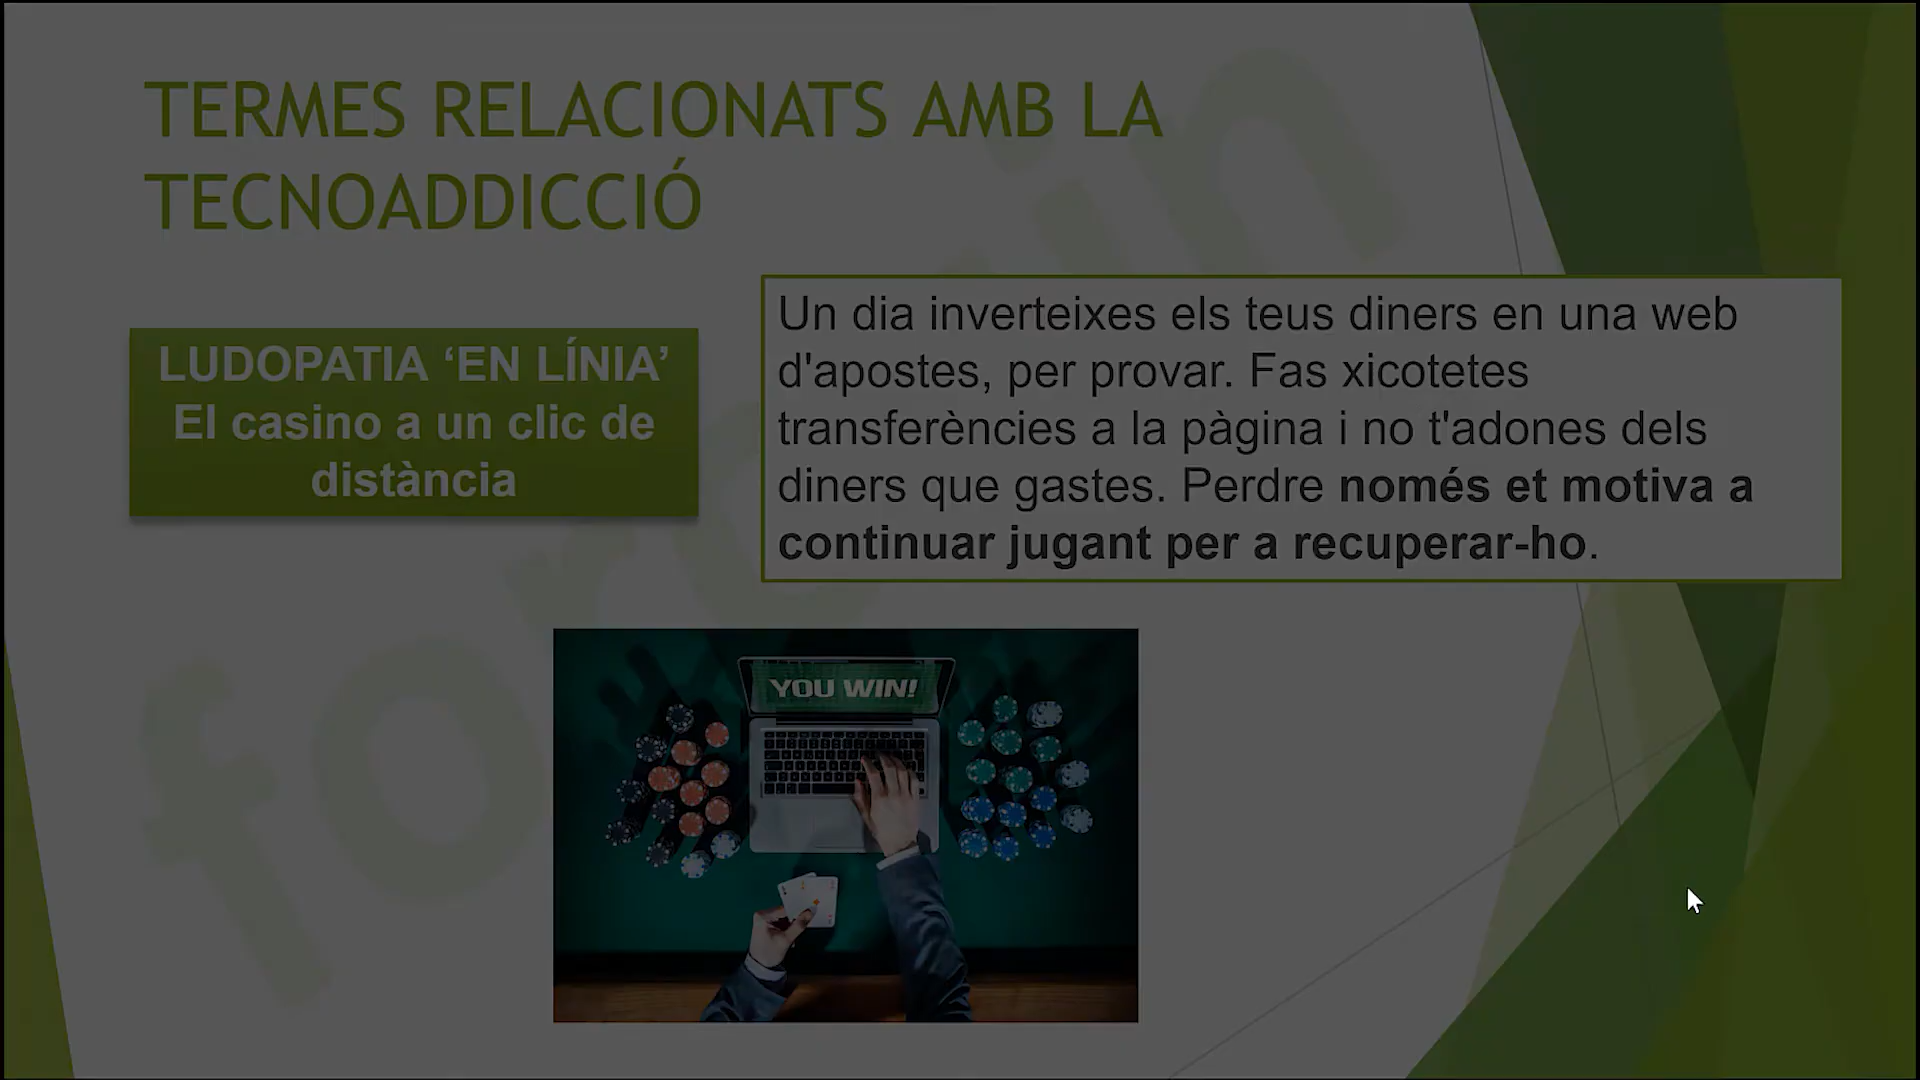 TERMES RELACIONATS AMB LA
TECNOADDICCIÓ
LUDOPATIA ‘EN LÍNIA’
El casino a un clic de
distància
Un dia inverteixes els teus diners en una web
d'apostes, per provar. Fas xicotetes
transferències a la pàgina i no t'adones dels
diners que gastes. Perdre només et motiva a
continuar jugant per a recuperar-ho.
YOU WIN!